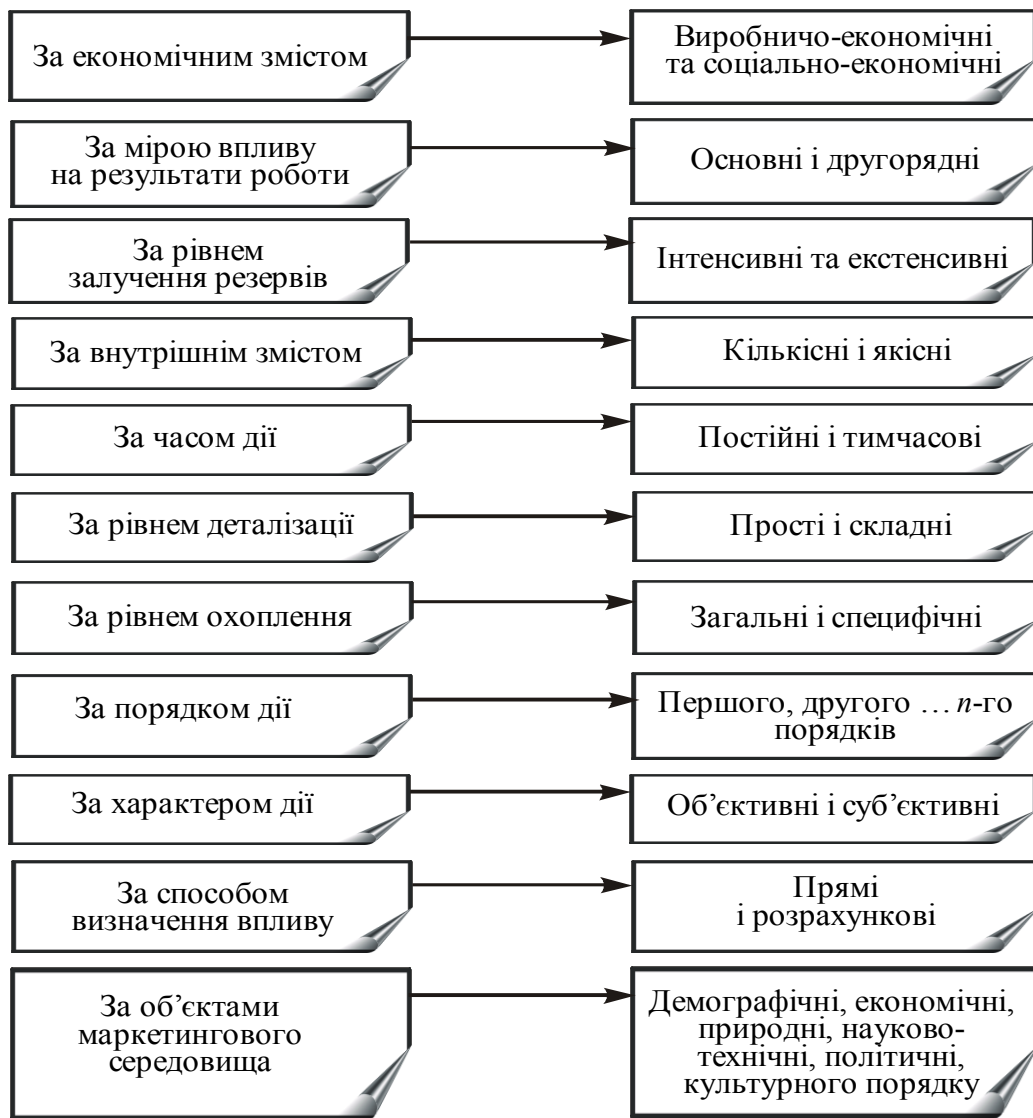 За економічним змістом
Виробничо-економічні
та соціально-економічні
За мірою впливу
на результати роботи
Основні і другорядні
За рівнем
залучення резервів
Інтенсивні та екстенсивні
За внутрішнім змістом
Кількісні і якісні
За часом дії
Постійні і тимчасові
За рівнем деталізації
Прості і складні
За рівнем охоплення
Загальні і специфічні
За порядком дії
Першого, другого … n-го
порядків
За характером дії
Об’єктивні і суб’єктивні
За способом
визначення впливу
Прямі
і розрахункові
За об’єктами
маркетингового
середовища
Демографічні, економічні,
природні, науково-
технічні, політичні,
культурного порядку